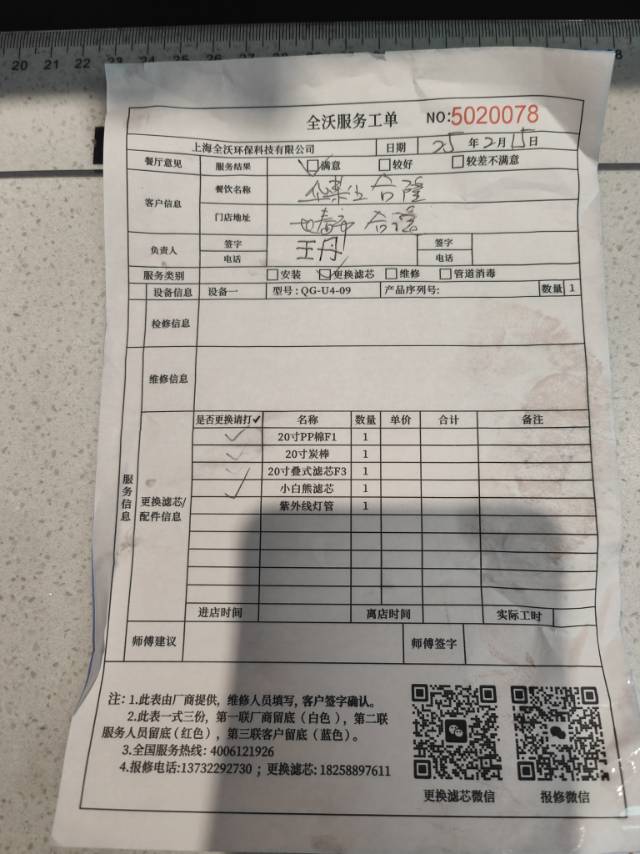 20 21 22 23 24
全沃服务工单 NO:5020078
上海全沃环保科技有限公司 日期 25 年 2 月 15 日
餐厅意见 服务结果 ✓□满意 □较好 □较差不满意
客户信息 餐饮名称 合隆
门店地址 合隆
负责人 签字 王丹 签字
电话 电话
服务类别 □安装 ☑更换滤芯 □维修 □管道消毒
设备信息 设备一 型号:QG-U4-09 产品序列号: 数量 1
检修信息
维修信息
服务信息
更换滤芯/配件信息
是否更换请打✓ 名称 数量 单价 合计 备注
✓ 20寸PP棉F1 1
✓ 20寸炭棒 1
✓ 20寸叠式滤芯F3 1
✓ 小白熊滤芯 1
紫外线灯管 1
进店时间 离店时间 实际工时
师傅建议 师傅签字
注:1.此表由厂商提供,维修人员填写,客户签字确认。
2.此表一式三份,第一联厂商留底(白色),第二联
服务人员留底(红色),第三联客户留底(蓝色)。
3.全国服务热线:4006121926
4.报修电话:13732292730 ; 更换滤芯:18258897611
更换滤芯微信 报修微信